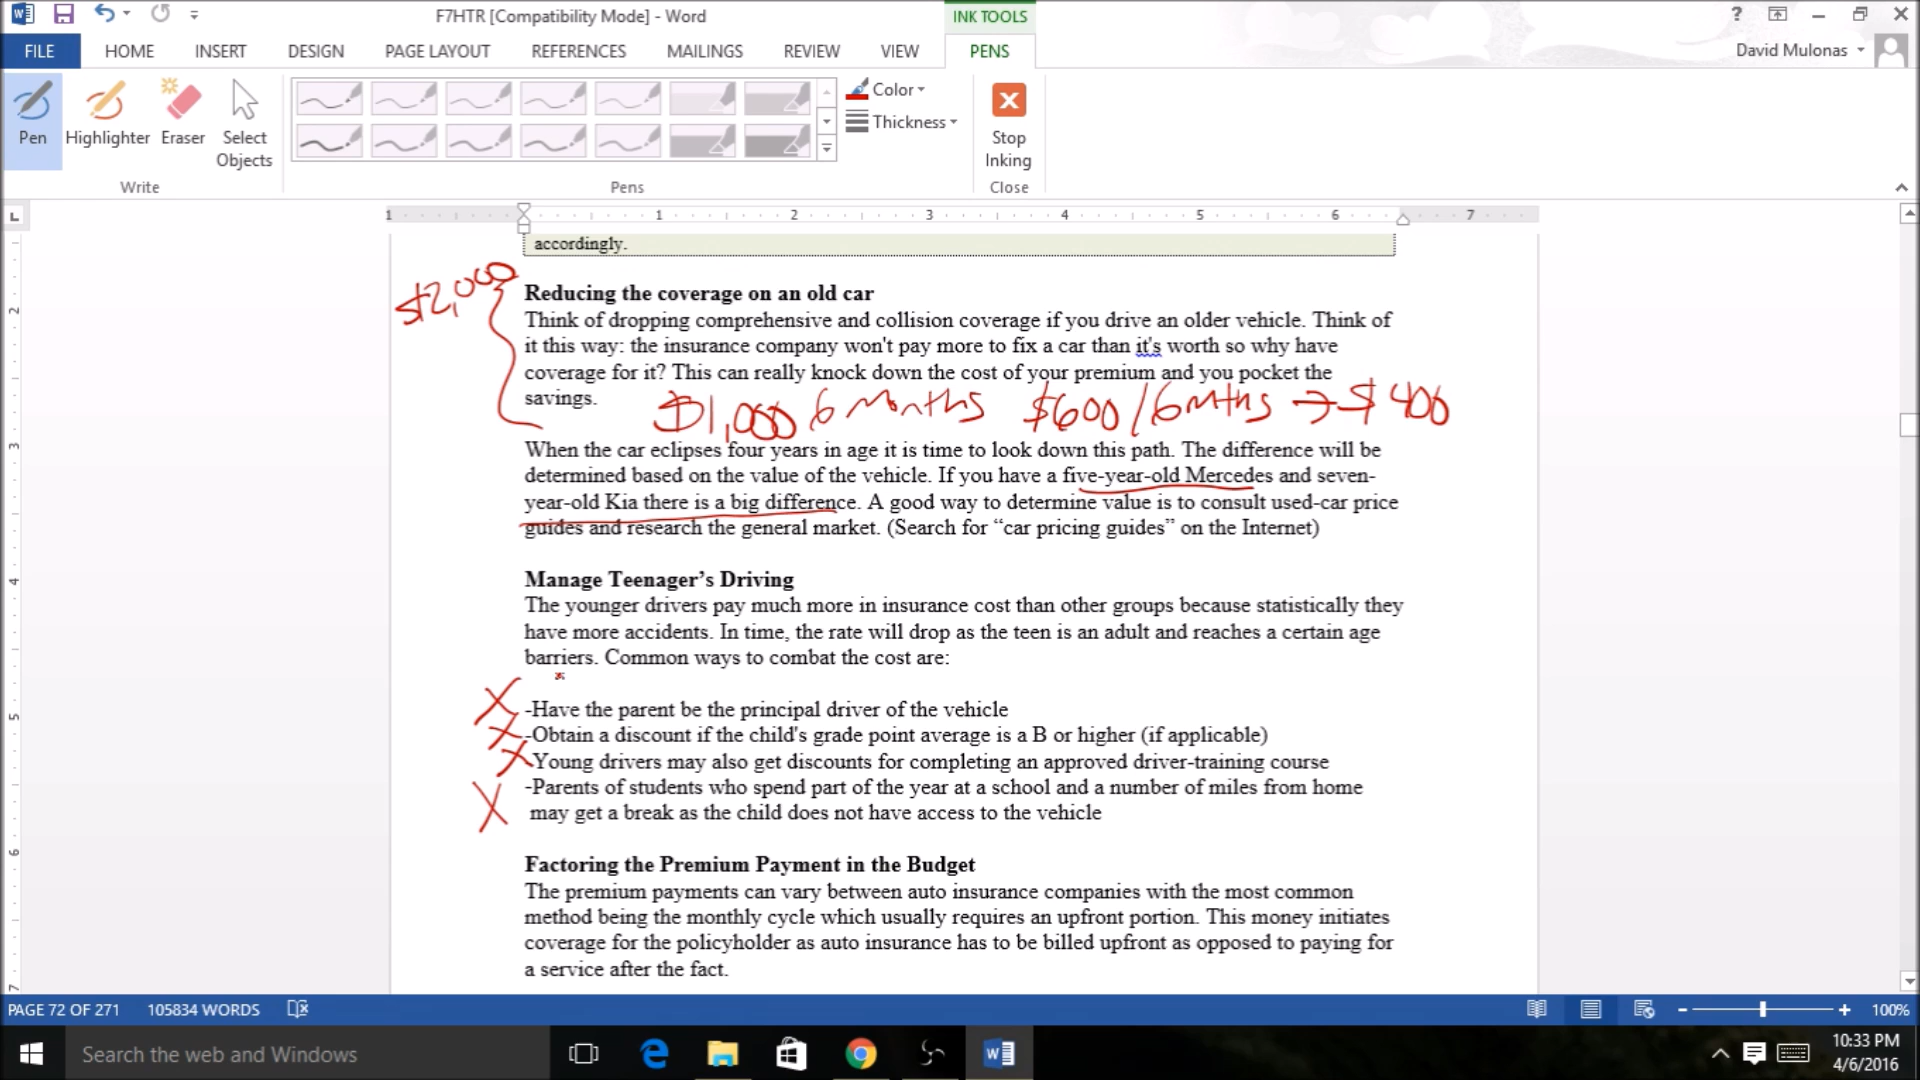 F7HTR [Compatibility Mode] - Word
INK TOOLS
?
FILE
HOME
INSERT
DESIGN
PAGE LAYOUT
REFERENCES
MAILINGS
REVIEW
VIEW
PENS
David Mulonas
Pen
Highlighter
Eraser
Select
Objects
Color
Thickness
Stop
Inking
Write
Pens
Close
L
1 1 2 3 4 5 6 7
accordingly.
$2,000
Reducing the coverage on an old car
Think of dropping comprehensive and collision coverage if you drive an older vehicle. Think of
it this way: the insurance company won't pay more to fix a car than it's worth so why have
coverage for it? This can really knock down the cost of your premium and you pocket the
savings.
$1,000 6 months $600/6 mths → $400
When the car eclipses four years in age it is time to look down this path. The difference will be
determined based on the value of the vehicle. If you have a five-year-old Mercedes and seven-
year-old Kia there is a big difference. A good way to determine value is to consult used-car price
guides and research the general market. (Search for “car pricing guides” on the Internet)
Manage Teenager’s Driving
The younger drivers pay much more in insurance cost than other groups because statistically they
have more accidents. In time, the rate will drop as the teen is an adult and reaches a certain age
barriers. Common ways to combat the cost are:
X -Have the parent be the principal driver of the vehicle
X -Obtain a discount if the child's grade point average is a B or higher (if applicable)
X -Young drivers may also get discounts for completing an approved driver-training course
X -Parents of students who spend part of the year at a school and a number of miles from home
may get a break as the child does not have access to the vehicle
Factoring the Premium Payment in the Budget
The premium payments can vary between auto insurance companies with the most common
method being the monthly cycle which usually requires an upfront portion. This money initiates
coverage for the policyholder as auto insurance has to be billed upfront as opposed to paying for
a service after the fact.
2
3
4
5
6
7
PAGE 72 OF 271
105834 WORDS
100%
Search the web and Windows
10:33 PM
4/6/2016